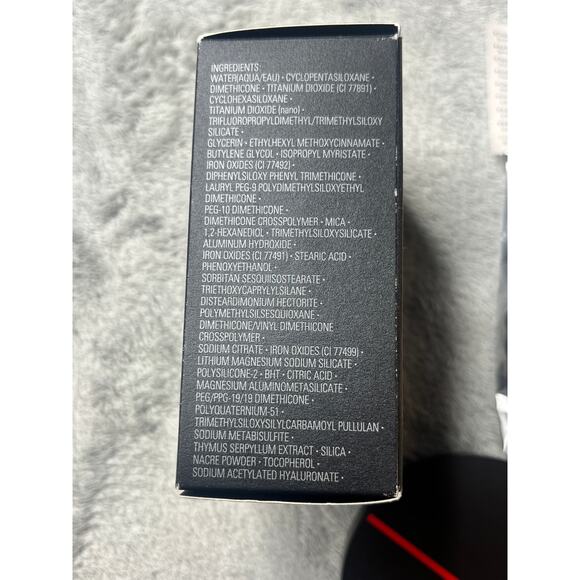 INGREDIENTS:
WATER(AQUA/EAU) • CYCLOPENTASILOXANE •
DIMETHICONE • TITANIUM DIOXIDE (CI 77891) •
CYCLOHEXASILOXANE •
TITANIUM DIOXIDE (nano) •
TRIFLUOROPROPYLDIMETHYL/TRIMETHYLSILOXY
SILICATE •
GLYCERIN • ETHYLHEXYL METHOXYCINNAMATE •
BUTYLENE GLYCOL • ISOPROPYL MYRISTATE •
IRON OXIDES (CI 77492) •
DIPHENYLSILOXY PHENYL TRIMETHICONE •
LAURYL PEG-9 POLYDIMETHYLSILOXYETHYL
DIMETHICONE •
PEG-10 DIMETHICONE •
DIMETHICONE CROSSPOLYMER • MICA •
1,2-HEXANEDIOL • TRIMETHYLSILOXYSILICATE •
ALUMINUM HYDROXIDE •
IRON OXIDES (CI 77491) • STEARIC ACID •
PHENOXYETHANOL •
SORBITAN SESQUIISOSTEARATE •
TRIETHOXYCAPRYLYLSILANE •
DISTEARDIMONIUM HECTORITE •
POLYMETHYLSILSESQUIOXANE •
DIMETHICONE/VINYL DIMETHICONE
CROSSPOLYMER •
SODIUM CITRATE • IRON OXIDES (CI 77499) •
LITHIUM MAGNESIUM SODIUM SILICATE •
POLYSILICONE-2 • BHT • CITRIC ACID •
MAGNESIUM ALUMINOMETASILICATE •
PEG/PPG-19/19 DIMETHICONE •
POLYQUATERNIUM-51 •
TRIMETHYLSILOXYSILYLCARBAMOYL PULLULAN •
SODIUM METABISULFITE •
THYMUS SERPYLLUM EXTRACT • SILICA •
NACRE POWDER • TOCOPHEROL •
SODIUM ACETYLATED HYALURONATE •